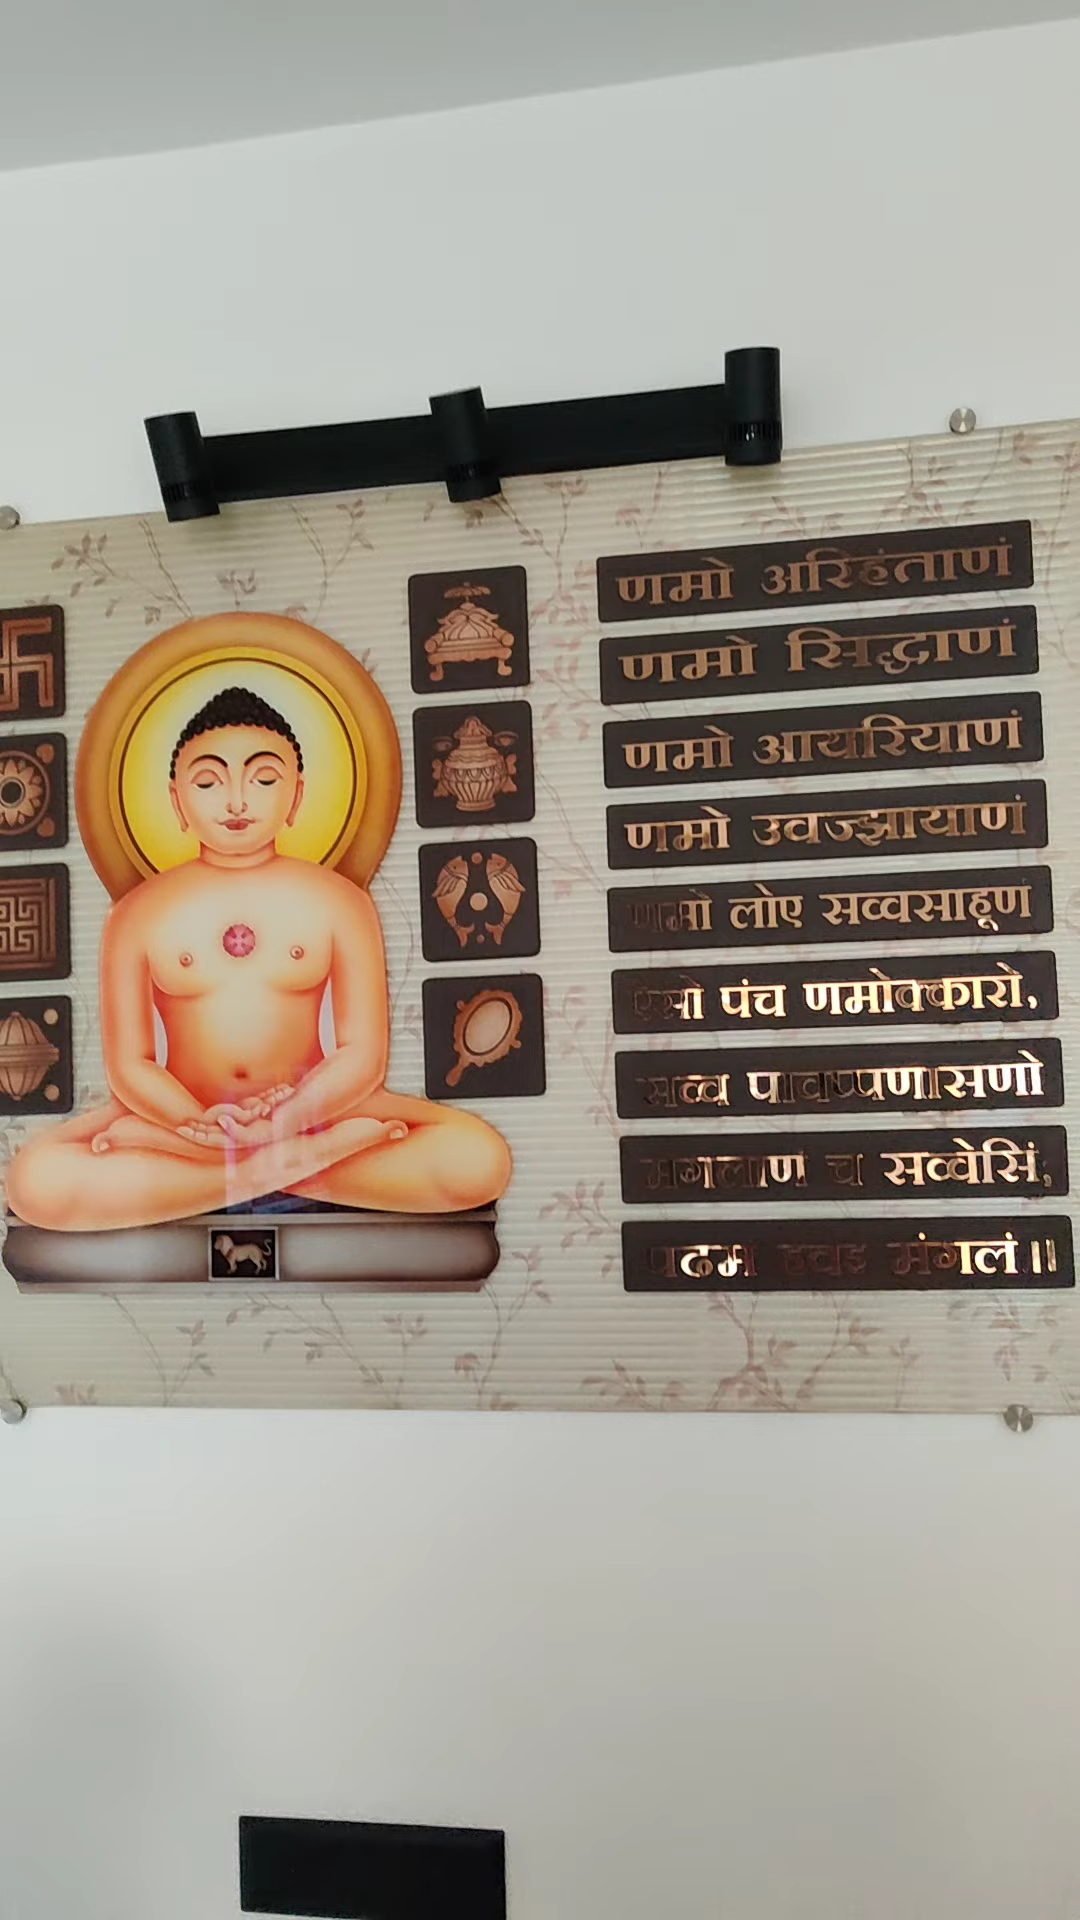 णमो अरिहंताणं
णमो सिद्धाणं
णमो आयरियाणं
णमो उवज्झायाणं
णमो लोए सव्वसाहूणं
ऐसो पंच णमोक्कारो,
सव्व पावप्पणासणो
मंगलाणं च सव्वेसिं,
पढमं हवइ मंगलं॥